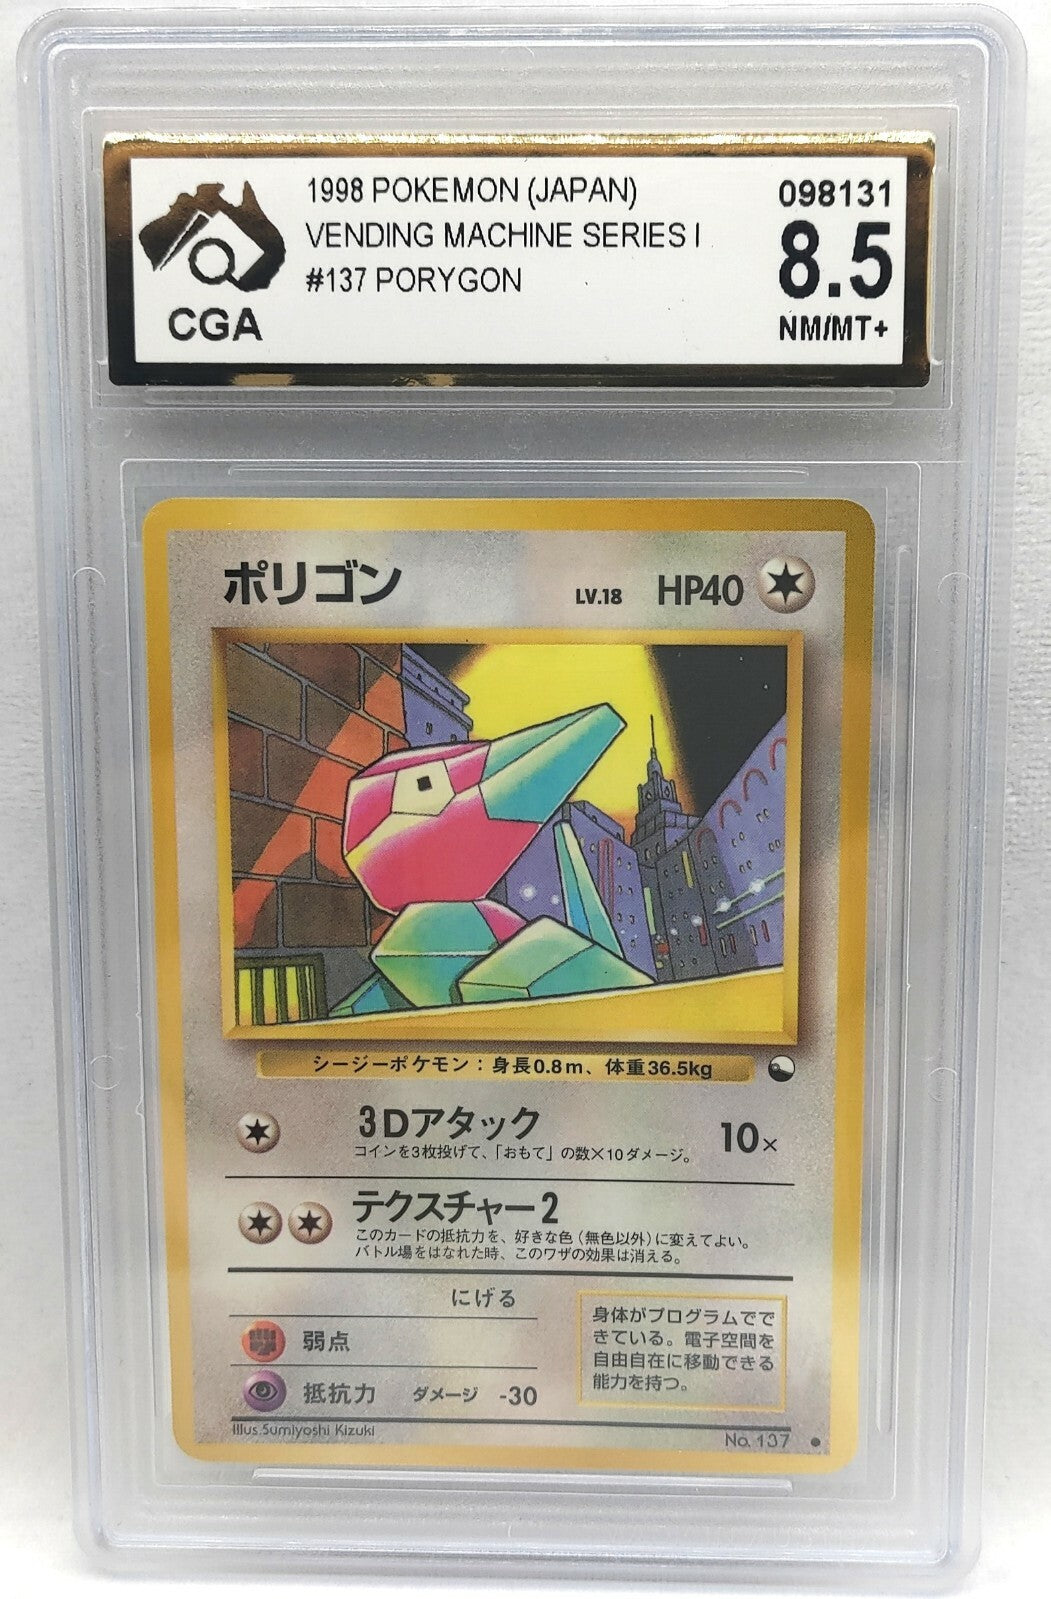 1998 POKEMON (JAPAN)
VENDING MACHINE SERIES I
#137 PORYGON
098131
8.5
NM/MT+
CGA
ポリゴン
LV.18 HP40
シージーポケモン：身長0.8m、体重36.5kg
3Dアタック 10×
コインを3枚投げて、「おもて」の数×10ダメージ。
テクスチャー2
このカードの抵抗力を、好きな色（無色以外）に変えてよい。
バトル場をはなれた時、このワザの効果は消える。
にげる
弱点
抵抗力 ダメージ -30
身体がプログラムでで
きている。電子空間を
自由自在に移動できる
能力を持つ。
Illus.Sumiyoshi Kizuki
No. 137 ●